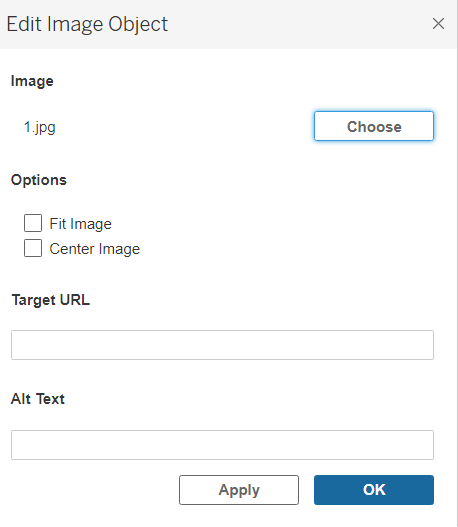 Edit Image Object
Image
1.jpg
Choose
Options
Fit Image
Center Image
Target URL
Alt Text
Apply
OK